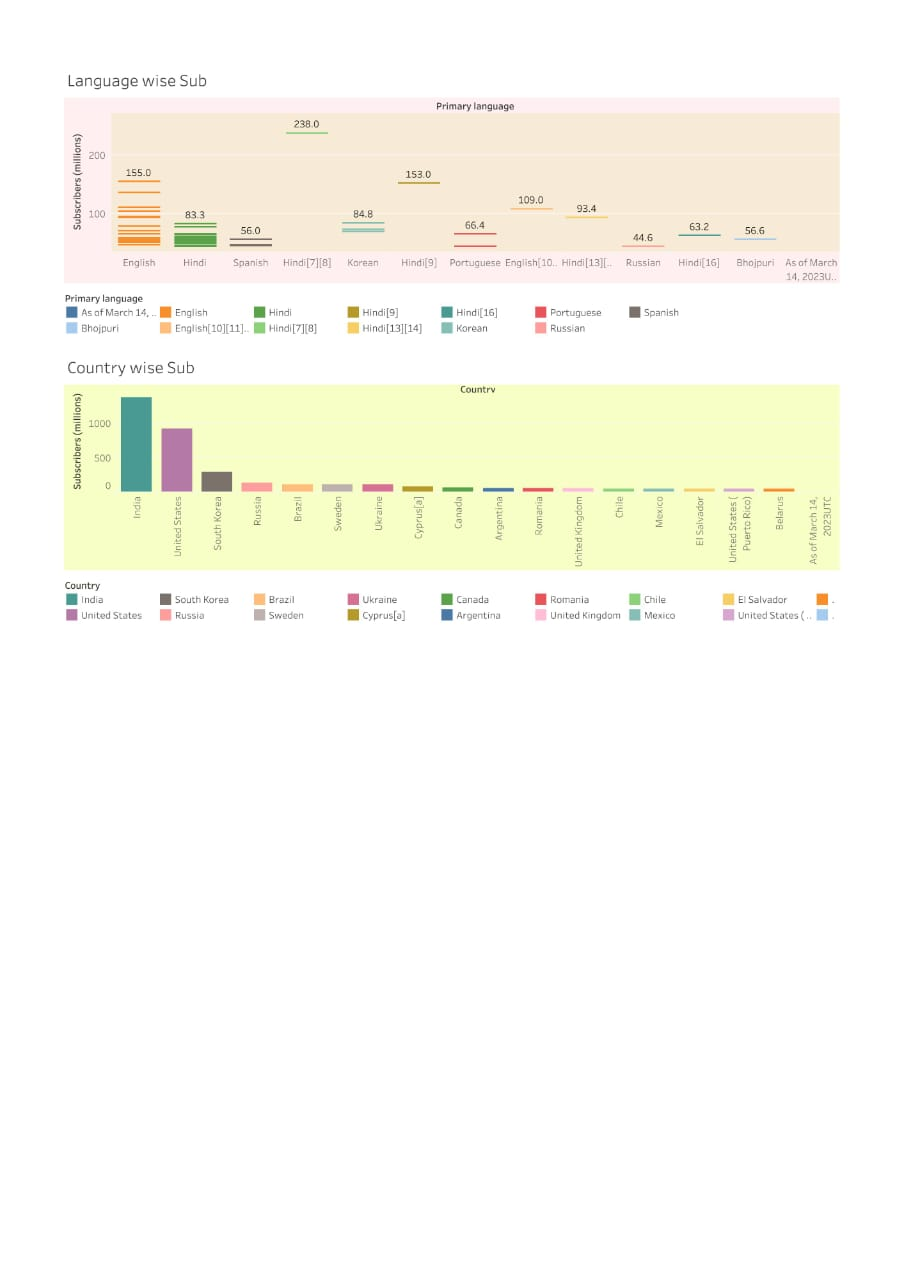 Language wise Sub
Primary language
Subscribers (millions)
200
100
155.0
83.3
56.0
238.0
84.8
153.0
66.4
109.0
93.4
44.6
63.2
56.6
English Hindi Spanish Hindi[7][8] Korean Hindi[9] Portuguese English[10.. Hindi[13][.. Russian Hindi[16] Bhojpuri As of March
14, 2023U..
Primary language
As of March 14, .. English Hindi Hindi[9] Hindi[16] Portuguese Spanish
Bhojpuri English[10][11].. Hindi[7][8] Hindi[13][14] Korean Russian
Country wise Sub
Country
Subscribers (millions)
1000
500
0
India
United States
South Korea
Russia
Brazil
Sweden
Ukraine
Cyprus[a]
Canada
Argentina
Romania
United Kingdom
Chile
Mexico
El Salvador
United States (
Puerto Rico)
Belarus
As of March 14,
2023UTC
Country
India South Korea Brazil Ukraine Canada Romania Chile El Salvador .
United States Russia Sweden Cyprus[a] Argentina United Kingdom Mexico United States ( .. .